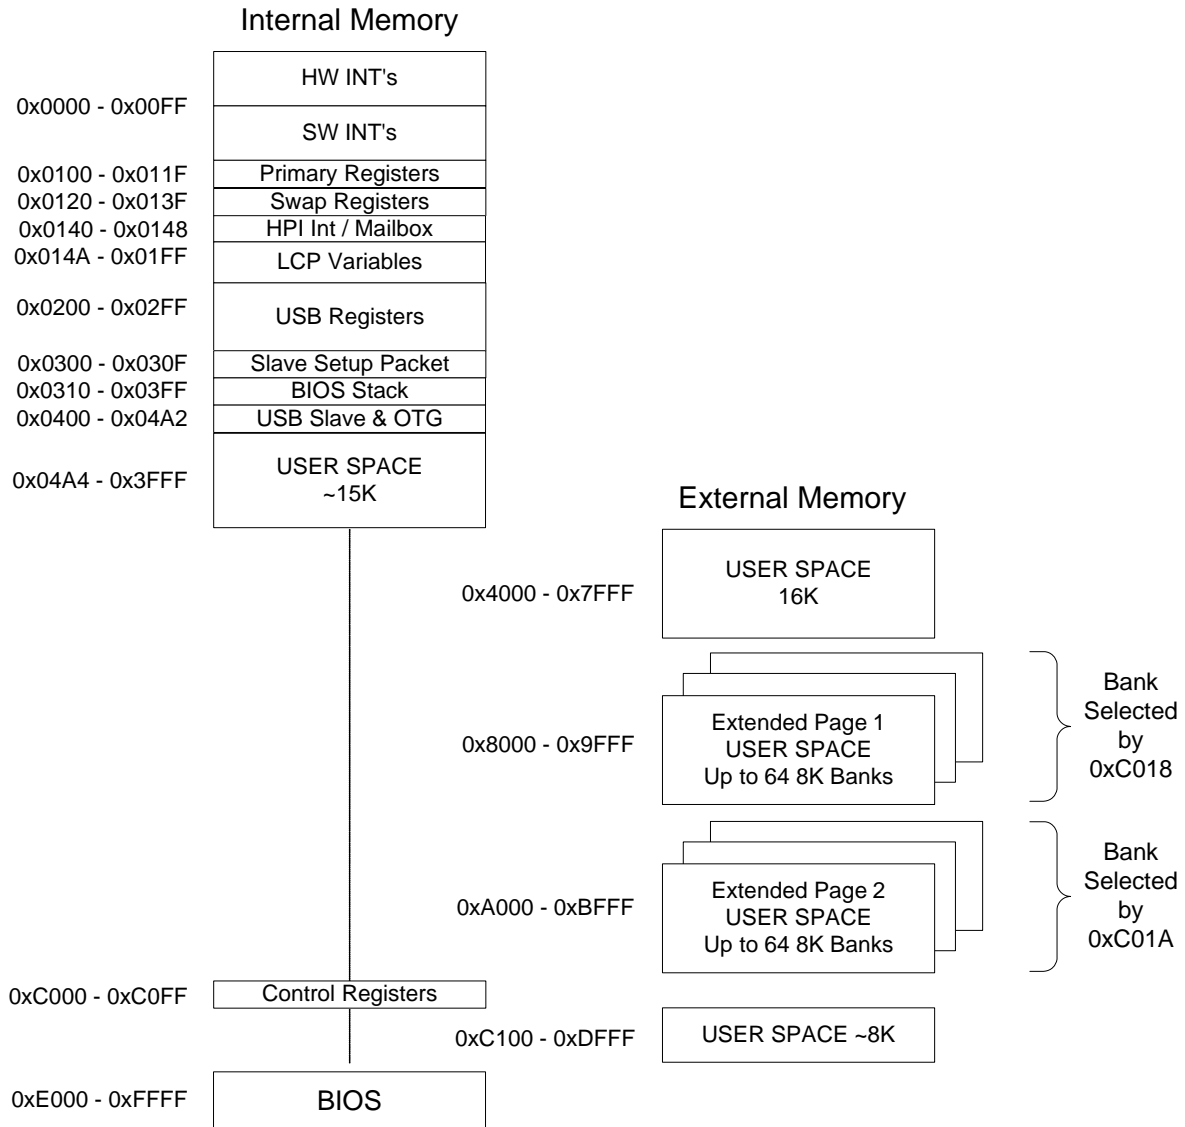 Internal Memory
HW INT's
0x0000 - 0x00FF
SW INT's
0x0100 - 0x011F
Primary Registers
0x0120 - 0x013F
Swap Registers
0x0140 - 0x0148
HPI Int / Mailbox
0x014A - 0x01FF
LCP Variables
0x0200 - 0x02FF
USB Registers
0x0300 - 0x030F
Slave Setup Packet
0x0310 - 0x03FF
BIOS Stack
0x0400 - 0x04A2
USB Slave & OTG
0x04A4 - 0x3FFF
USER SPACE
~15K
External Memory
0x4000 - 0x7FFF
USER SPACE
16K
0x8000 - 0x9FFF
Extended Page 1
USER SPACE
Up to 64 8K Banks
Bank
Selected
by
0xC018
0xA000 - 0xBFFF
Extended Page 2
USER SPACE
Up to 64 8K Banks
Bank
Selected
by
0xC01A
0xC000 - 0xC0FF
Control Registers
0xC100 - 0xDFFF
USER SPACE ~8K
0xE000 - 0xFFFF
BIOS